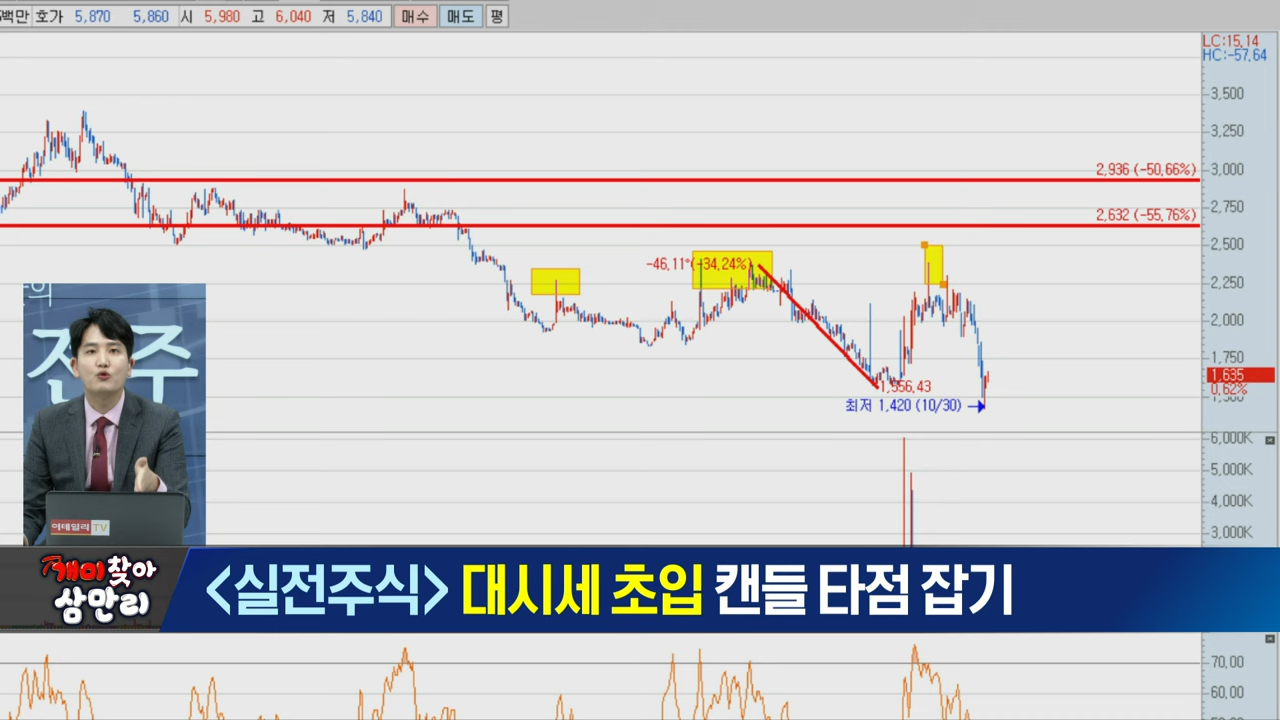 백만 호가 5,870 5,860 시 5,980 고 6,040 저 5,840 매수 매도 평
LC:15,14
HC:-57,64
3,500
3,250
2,936 (-50,66%)
3,000
2,750
2,632 (-55,76%)
2,500
-46,11°(-34,24%)
2,250
2,000
1,750
1,635
0,62%
1,556,43
최저 1,420 (10/30)
의
전주
이데일리 TV
6,000K
5,000K
4,000K
3,000K
개미찾아
삼만리
<실전주식> 대시세 초입 캔들 타점 잡기
70,00
60,00